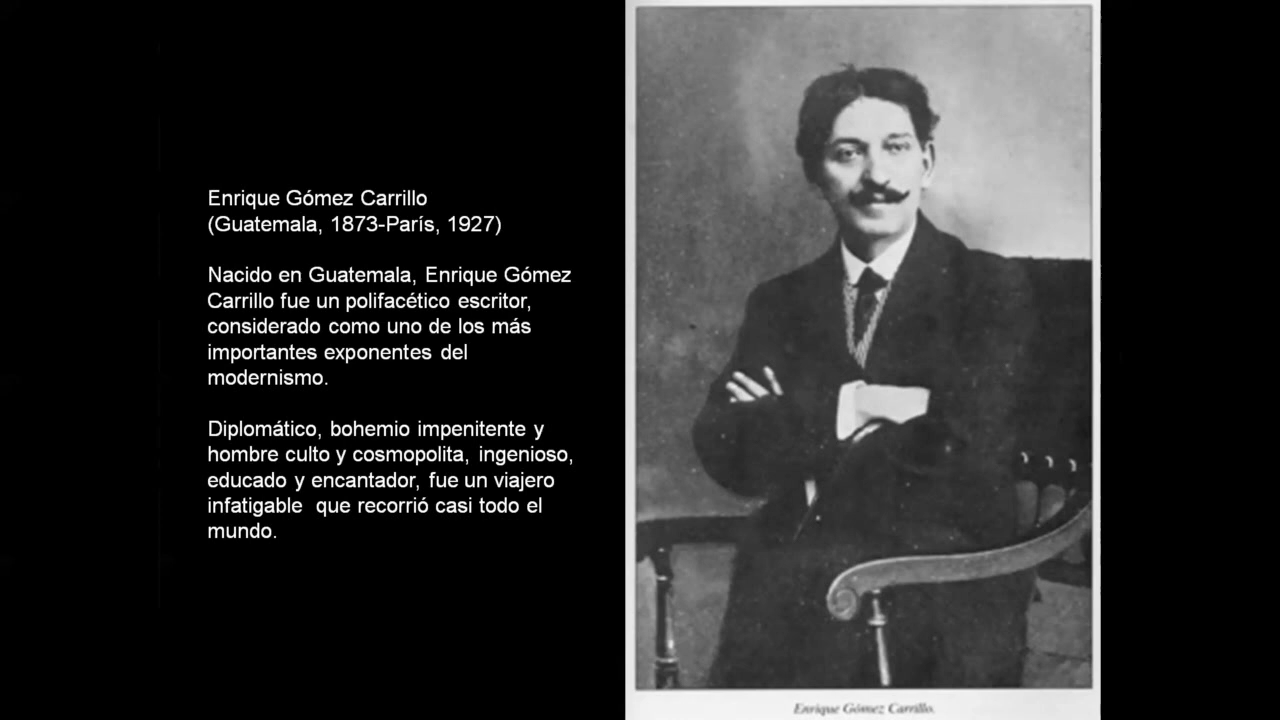 Enrique Gómez Carrillo
(Guatemala, 1873-París, 1927)
Nacido en Guatemala, Enrique Gómez
Carrillo fue un polifacético escritor,
considerado como uno de los más
importantes exponentes del
modernismo.
Diplomático, bohemio impenitente y
hombre culto y cosmopolita, ingenioso,
educado y encantador, fue un viajero
infatigable  que recorrió casi todo el
mundo.
Enrique Gómez Carrillo.